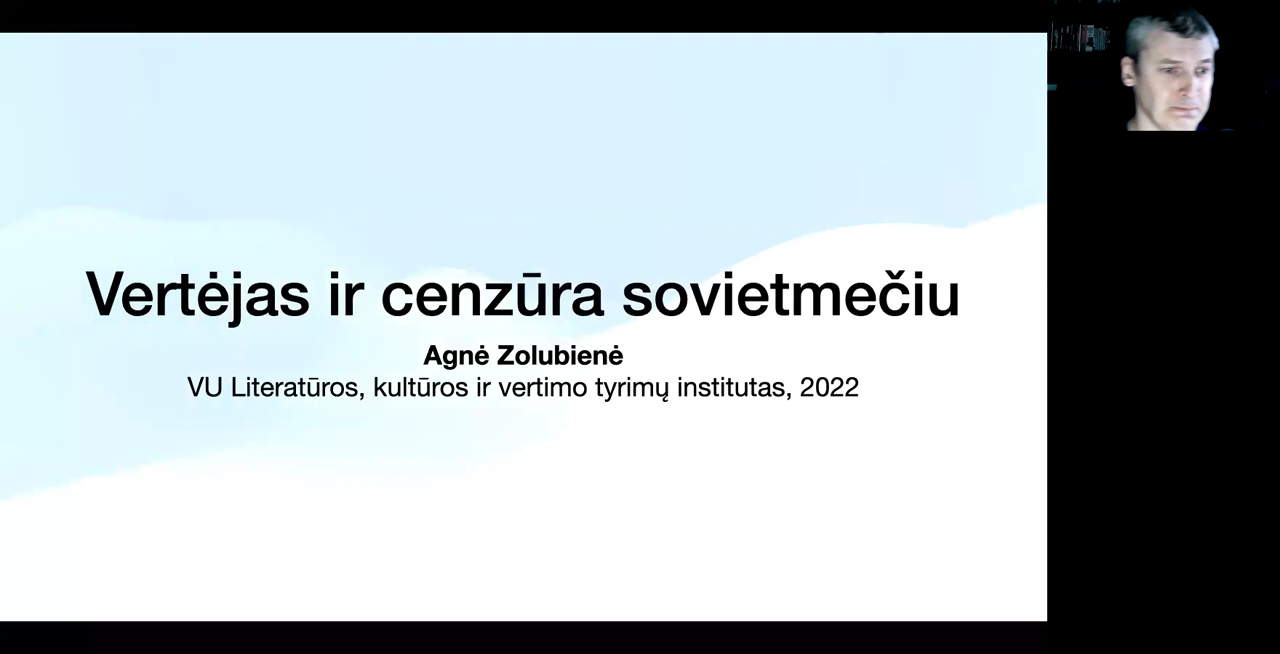 Vertėjas ir cenzūra sovietmečiu
Agnė Zolubienė
VU Literatūros, kultūros ir vertimo tyrimų institutas, 2022